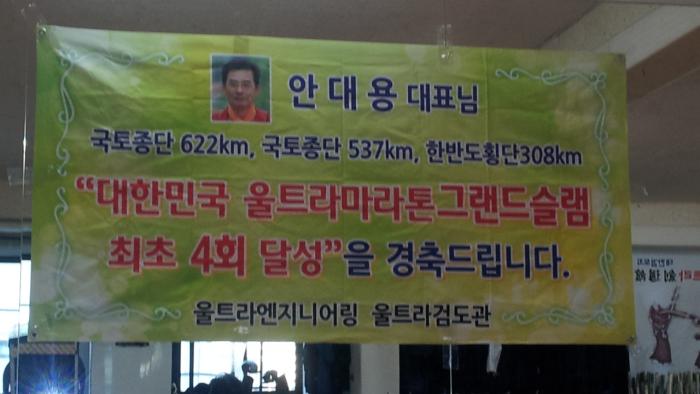 안대용 대표님
국토종단 622km, 국토종단 537km, 한반도횡단308km
“대한민국 울트라마라톤그랜드슬램
최초 4회 달성”을 경축드립니다.
울트라엔지니어링 울트라검도관